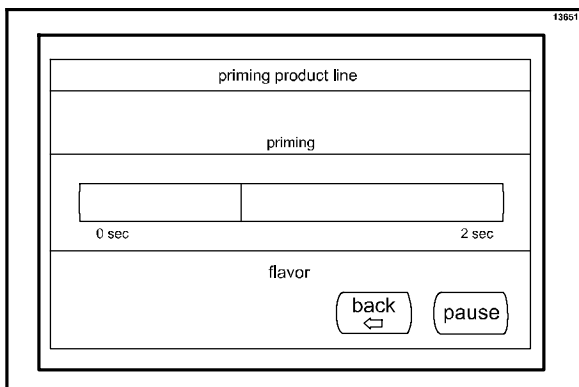 13651
priming product line
priming
0 sec 2 sec
flavor
back
pause